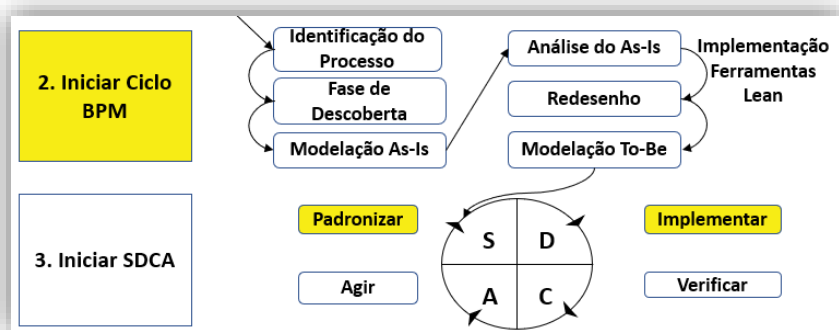 2. Iniciar Ciclo
BPM
Identificação do
Processo
Fase de
Descoberta
Modelação As-Is
Análise do As-Is
Redesenho
Modelação To-Be
Implementação
Ferramentas
Lean
3. Iniciar SDCA
Padronizar
Agir
S
D
A
C
Implementar
Verificar